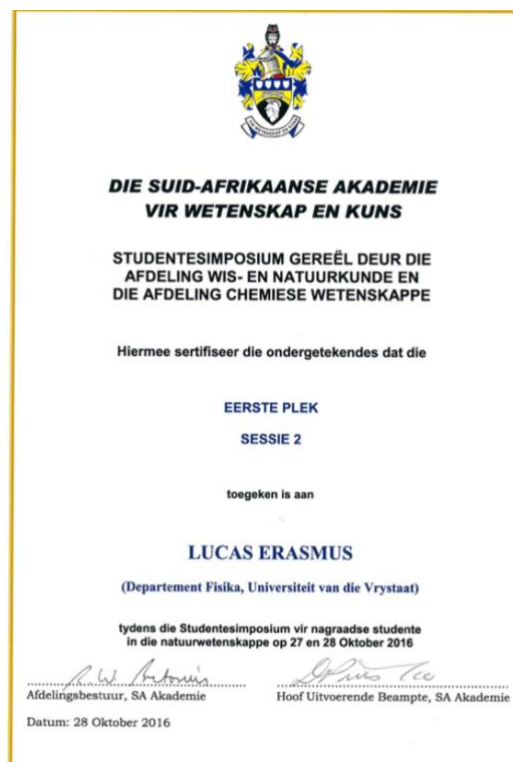 DIE SUID-AFRIKAANSE AKADEMIE
VIR WETENSKAP EN KUNS
STUDENTESIMPOSIUM GEREËL DEUR DIE
AFDELING WIS- EN NATUURKUNDE EN
DIE AFDELING CHEMIESE WETENSKAPPE
Hiermee sertifiseer die ondergetekendes dat die
EERSTE PLEK
SESSIE 2
toegeken is aan
LUCAS ERASMUS
(Departement Fisika, Universiteit van die Vrystaat)
tydens die Studentesimposium vir nagraadse studente
in die natuurwetenskappe op 27 en 28 Oktober 2016
Afdelingsbestuur, SA Akademie
Hoof Uitvoerende Beampte, SA Akademie
Datum: 28 Oktober 2016